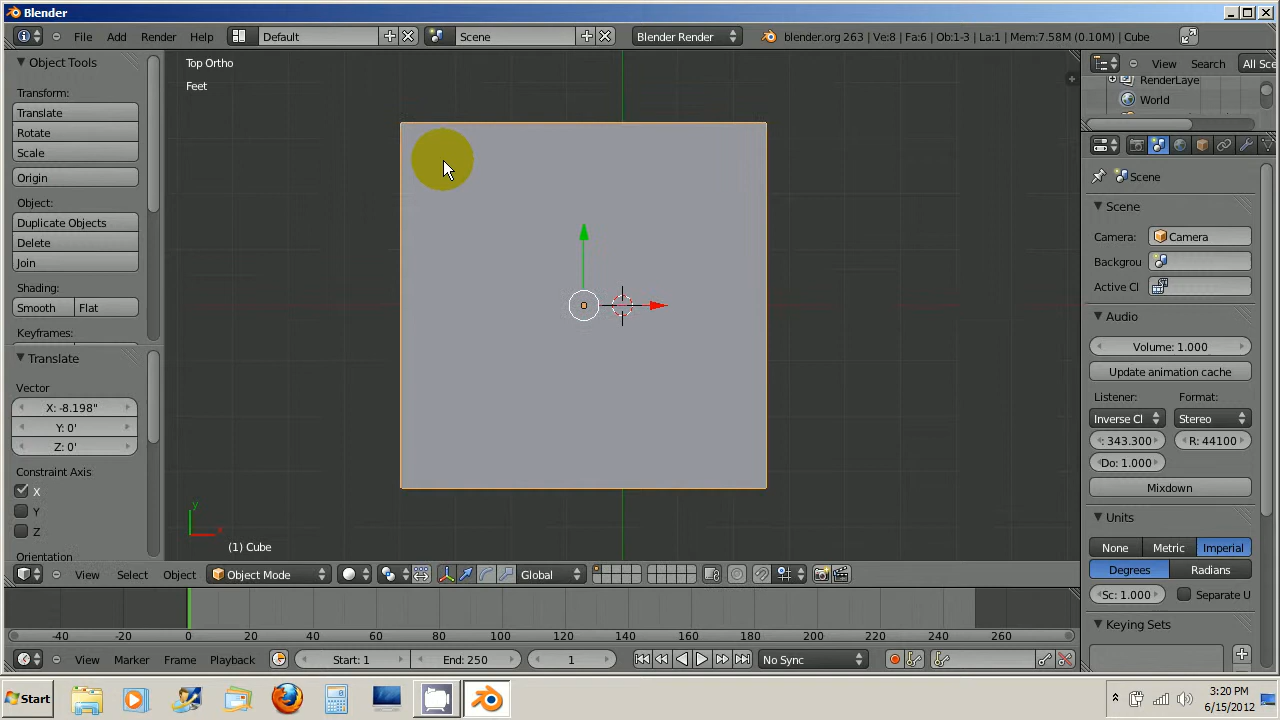 Blender
File Add Render Help Default Scene Blender Render blender.org 263 | Ve:8 | Fa:6 | Ob:1-3 | La:1 | Mem:7.58M (0.10M) | Cube
Object Tools
Transform:
Translate
Rotate
Scale
Origin
Object:
Duplicate Objects
Delete
Join
Shading:
Smooth Flat
Keyframes:
Translate
Vector
X: -8.198"
Y: 0'
Z: 0'
Constraint Axis
X
Y
Z
Orientation
Top Ortho
Feet
y
x
(1) Cube
View Select Object Object Mode Global
-40 -20 0 20 40 60 80 100 120 140 160 180 200 220 240 260
View Marker Frame Playback Start: 1 End: 250 1 No Sync
View Search All Sce
RenderLaye
World
Scene
Scene
Camera: Camera
Backgrou
Active Cl
Audio
Volume: 1.000
Update animation cache
Listener: Format:
Inverse Cl Stereo
: 343.300 R: 44100
Do: 1.000
Mixdown
Units
None Metric Imperial
Degrees Radians
Sc: 1.000 Separate U
Keying Sets
Start
3:20 PM
6/15/2012